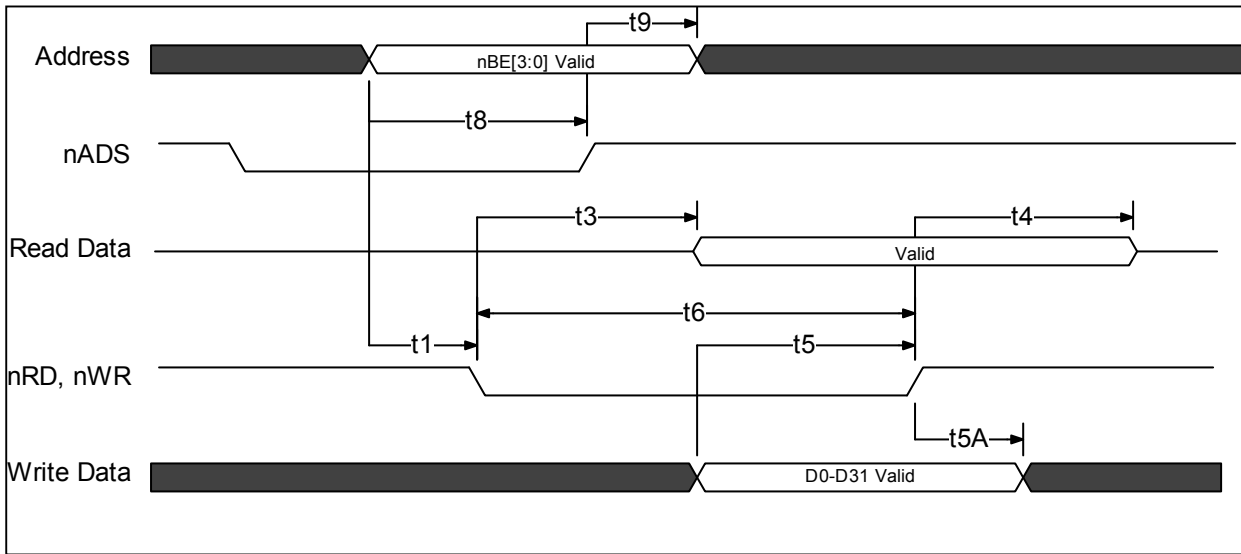 t9
Address
nBE[3:0] Valid
t8
nADS
t3
t4
Read Data
Valid
t6
t1
t5
nRD, nWR
t5A
Write Data
D0-D31 Valid